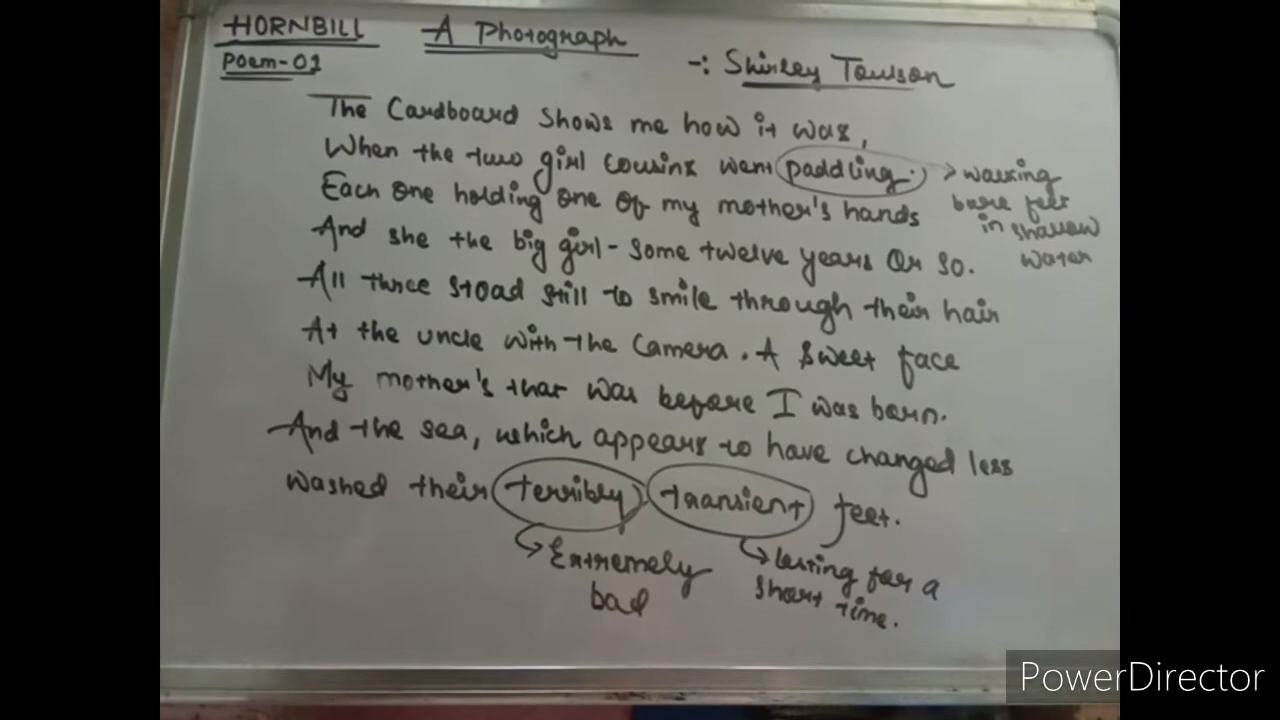 HORNBILL
A Photograph
Poem-01
-: Shirley Toulson
The Cardboard shows me how it was,
When the two girl cousins went paddling.
Each one holding one of my mother's hands
And she the big girl - some twelve years or so.
All three stood still to smile through their hair
At the uncle with the camera. A sweet face
My mother's that was before I was born.
And the sea, which appears to have changed less
washed their terribly transient feet.
walking
bare feet
in shallow
water
Extremely
bad
lasting for a
short time.
PowerDirector